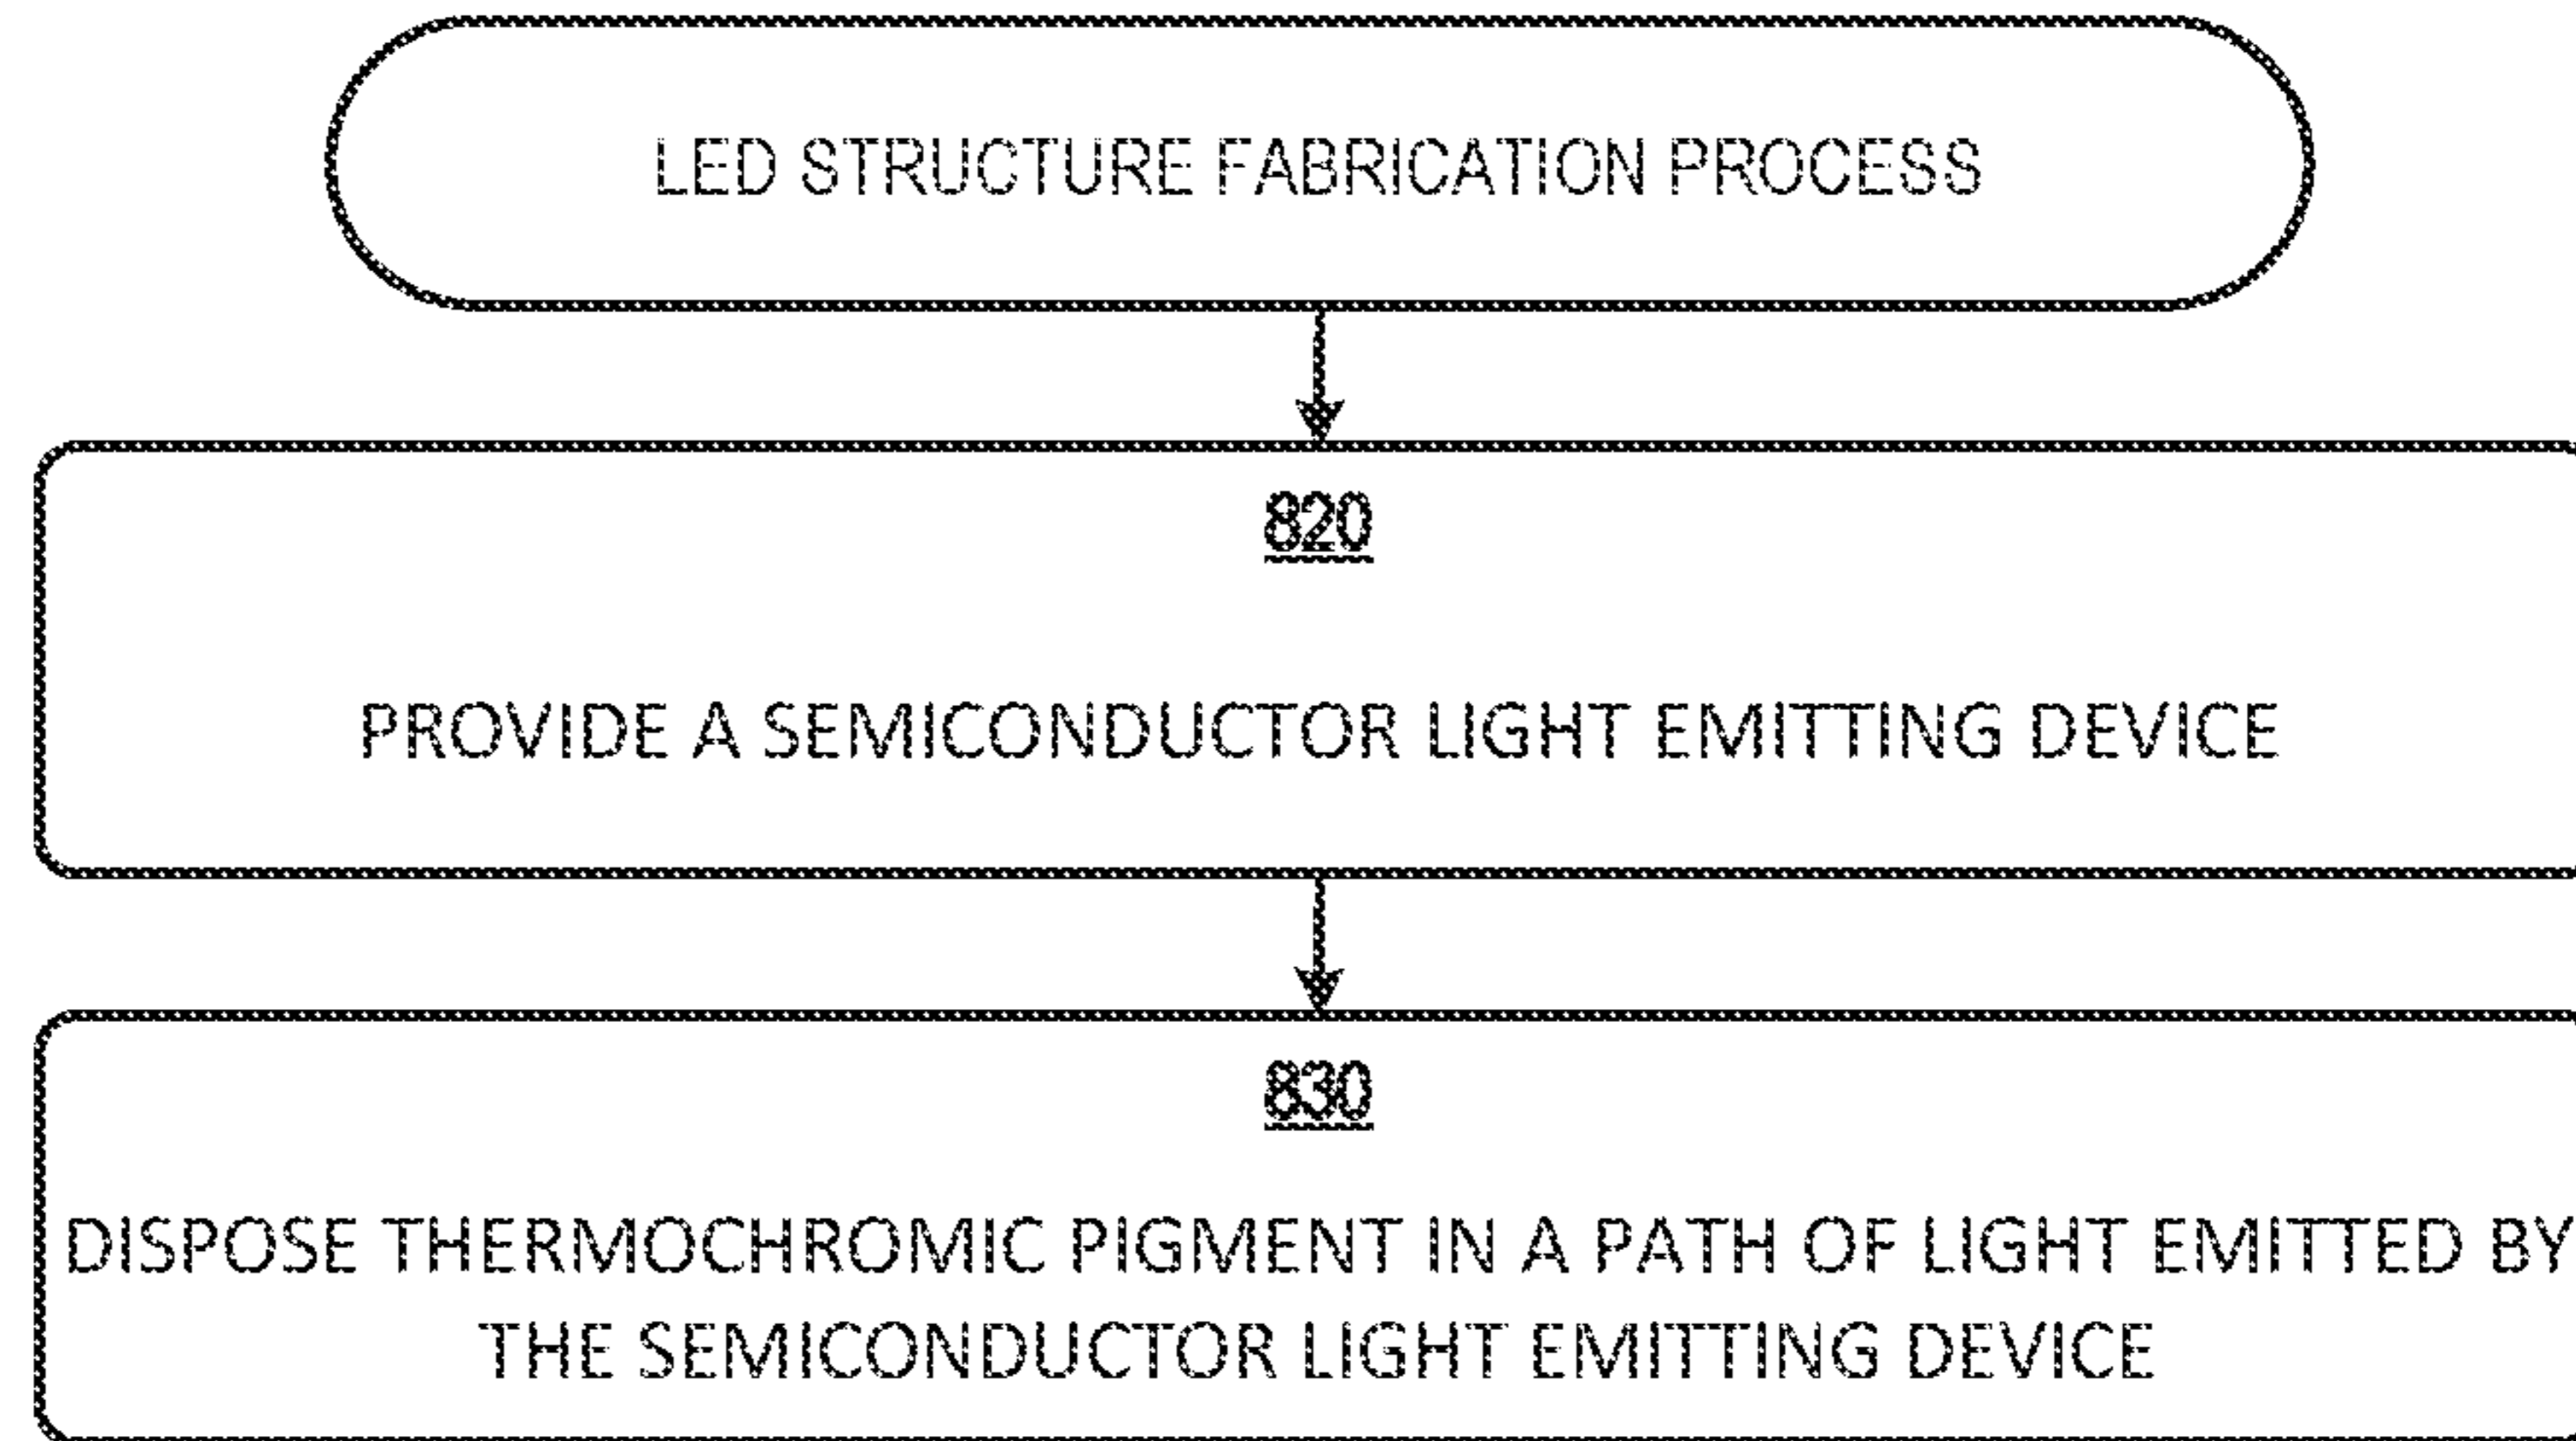 LED STRUCTURE FABRICATION PROCESS
820
PROVIDE A SEMICONDUCTOR LIGHT EMITTING DEVICE
830
DISPOSE THERMOCHROMIC PIGMENT IN A PATH OF LIGHT EMITTED BY
THE SEMICONDUCTOR LIGHT EMITTING DEVICE